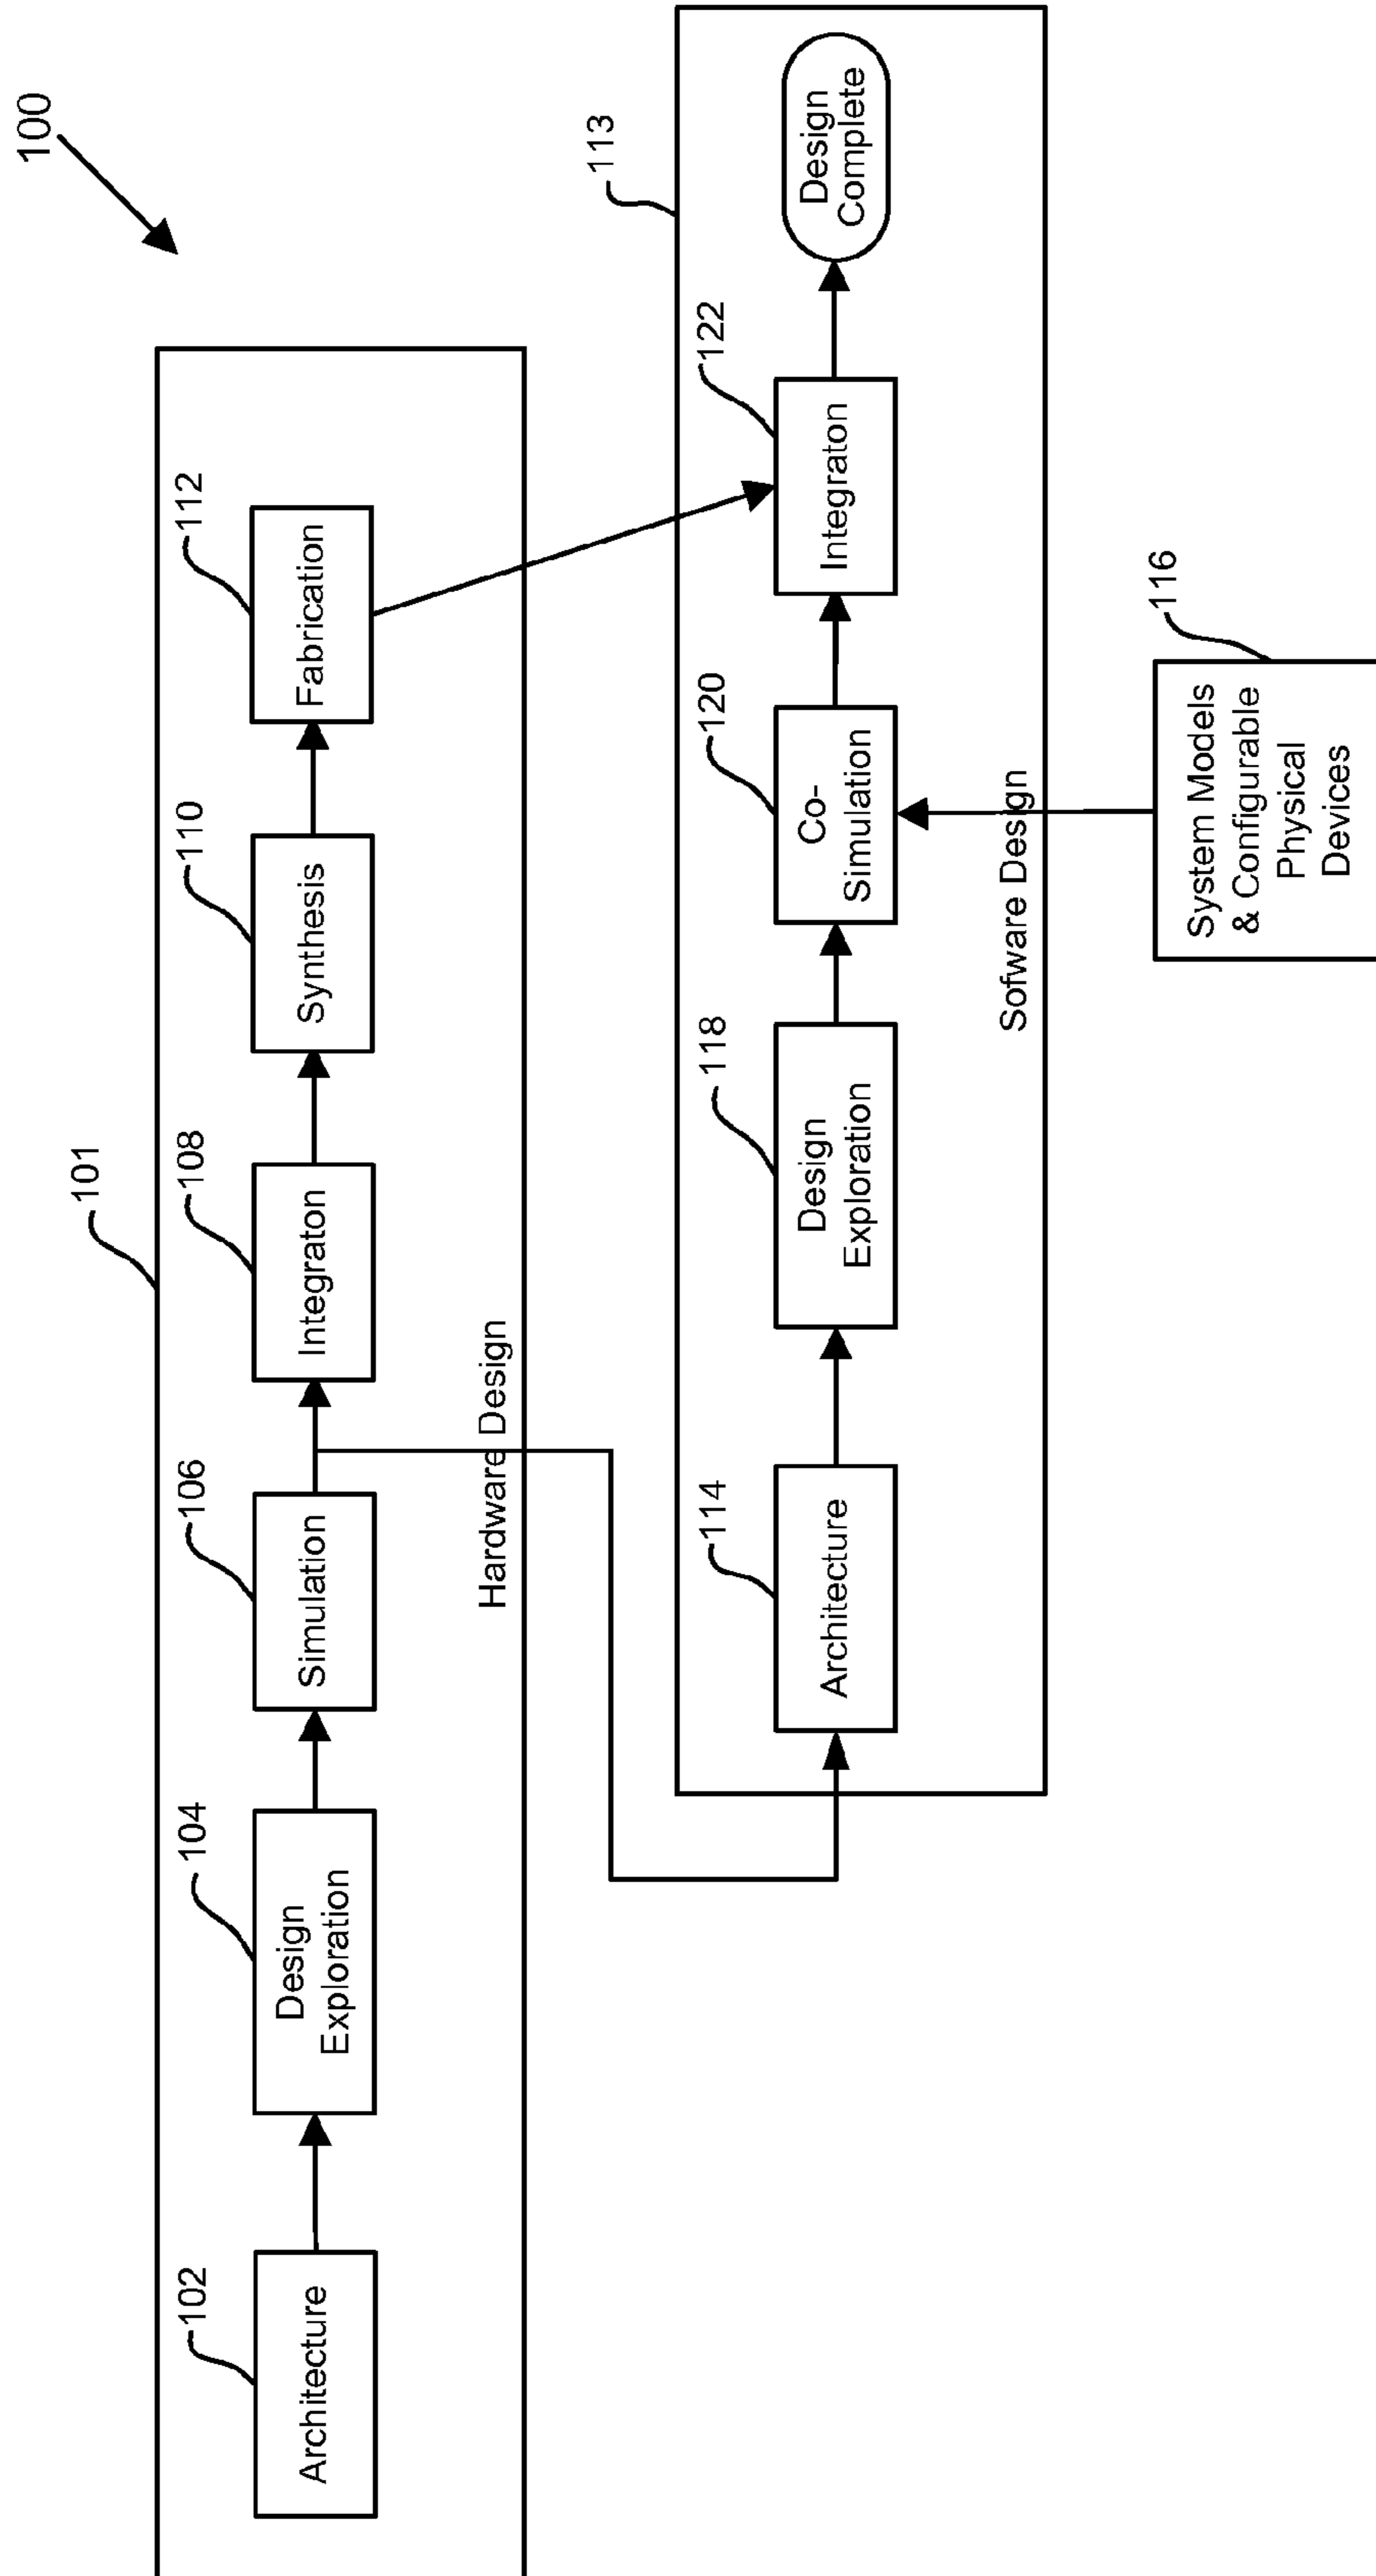 100
101
102
Architecture
104
Design
Exploration
106
Simulation
108
Integraton
110
Synthesis
112
Fabrication
Hardware Design
113
114
Architecture
118
Design
Exploration
120
Co-
Simulation
122
Integraton
Design
Complete
Sofware Design
116
System Models
& Configurable
Physical
Devices